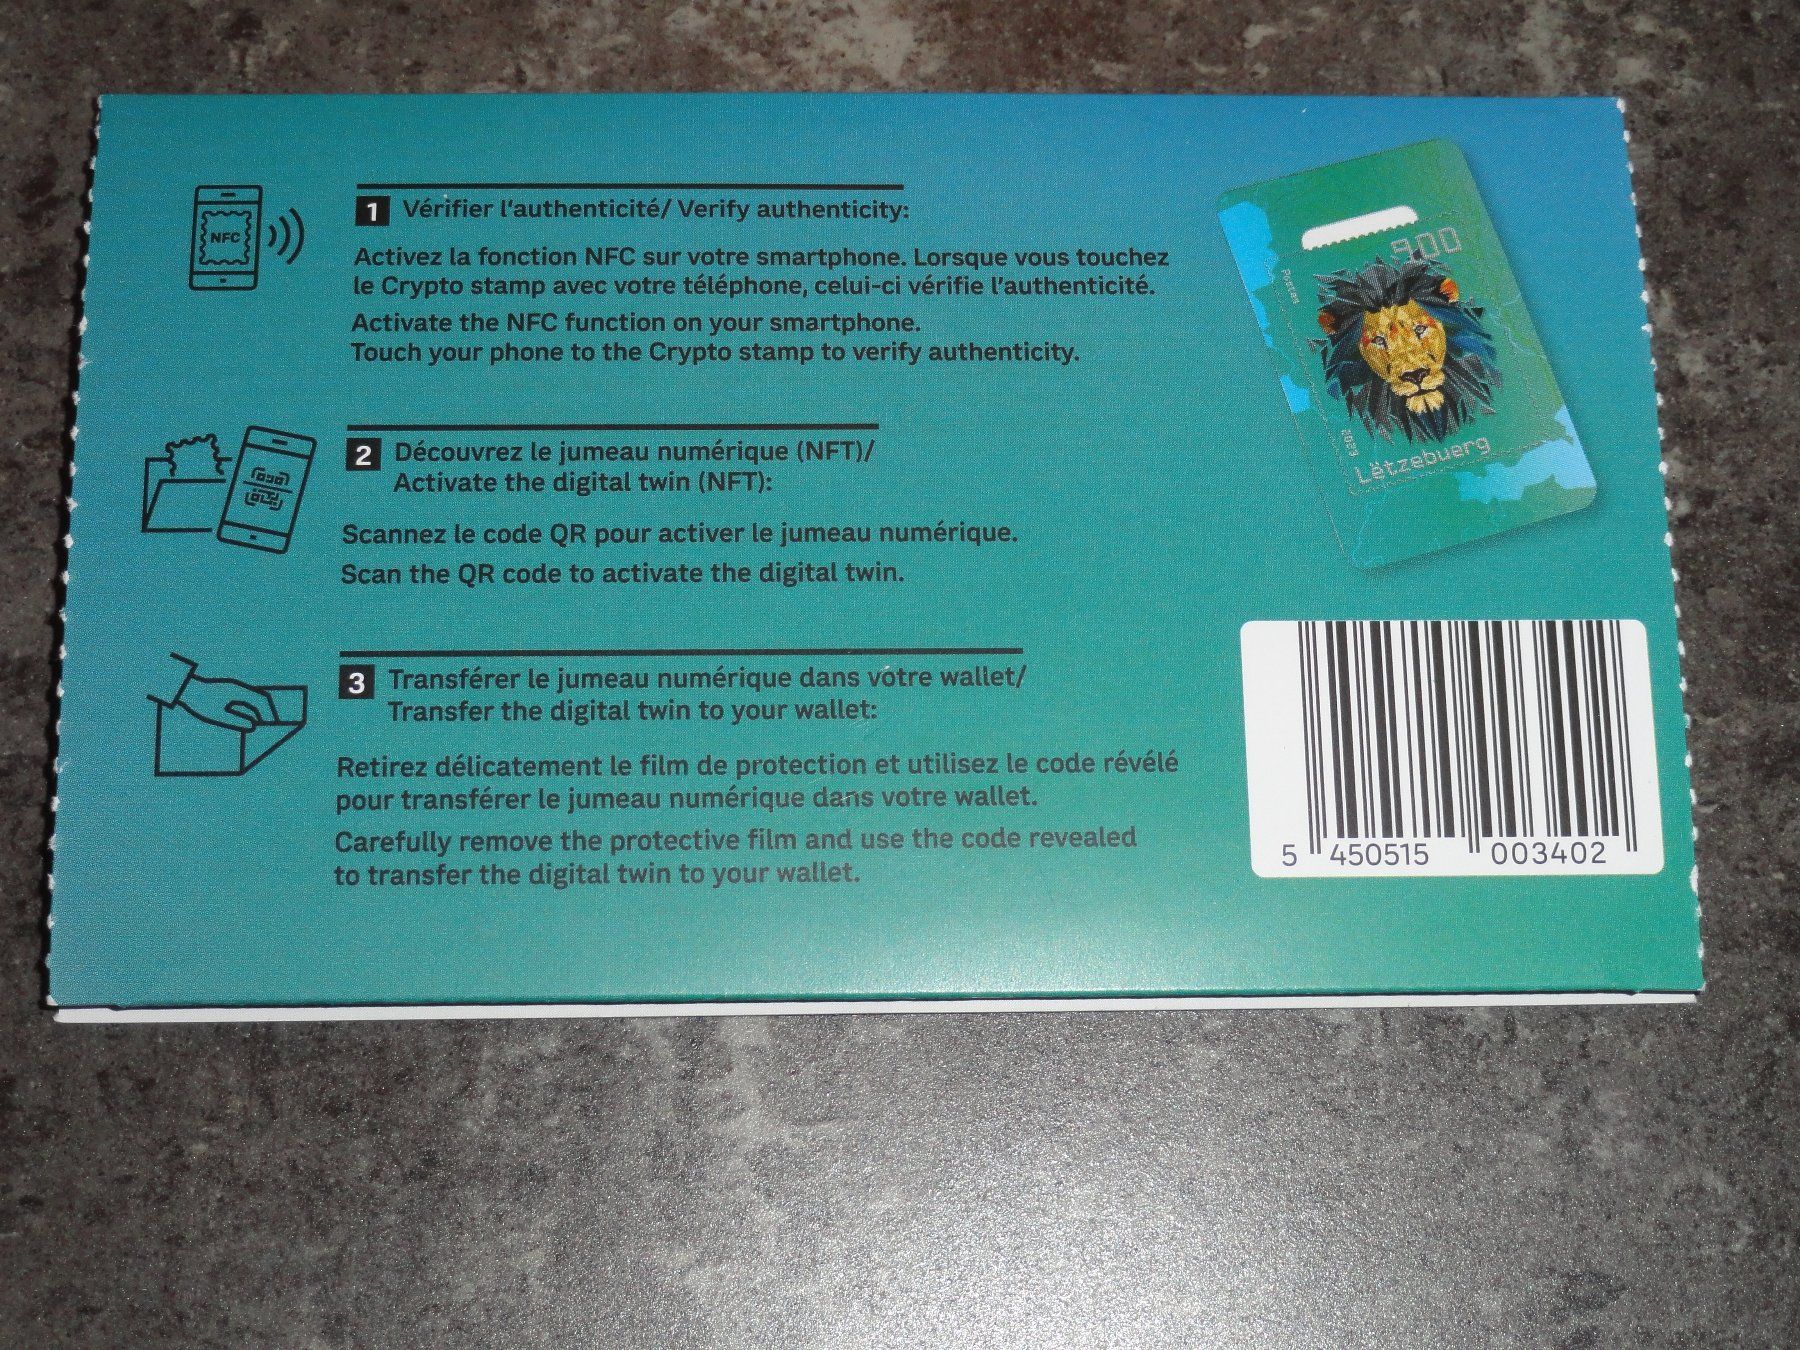 NFC
1 Vérifier l'authenticité/ Verify authenticity:
Activez la fonction NFC sur votre smartphone. Lorsque vous touchez
le Crypto stamp avec votre téléphone, celui-ci vérifie l'authenticité.
Activate the NFC function on your smartphone.
Touch your phone to the Crypto stamp to verify authenticity.
2 Découvrez le jumeau numérique (NFT)/
Activate the digital twin (NFT):
Scannez le code QR pour activer le jumeau numérique.
Scan the QR code to activate the digital twin.
3 Transférer le jumeau numérique dans vôtre wallet/
Transfer the digital twin to your wallet:
Retirez délicatement le film de protection et utilisez le code révélé
pour transférer le jumeau numérique dans votre wallet.
Carefully remove the protective film and use the code revealed
to transfer the digital twin to your wallet.
900
Postes
2023
Lëtzebuerg
5 450515 003402